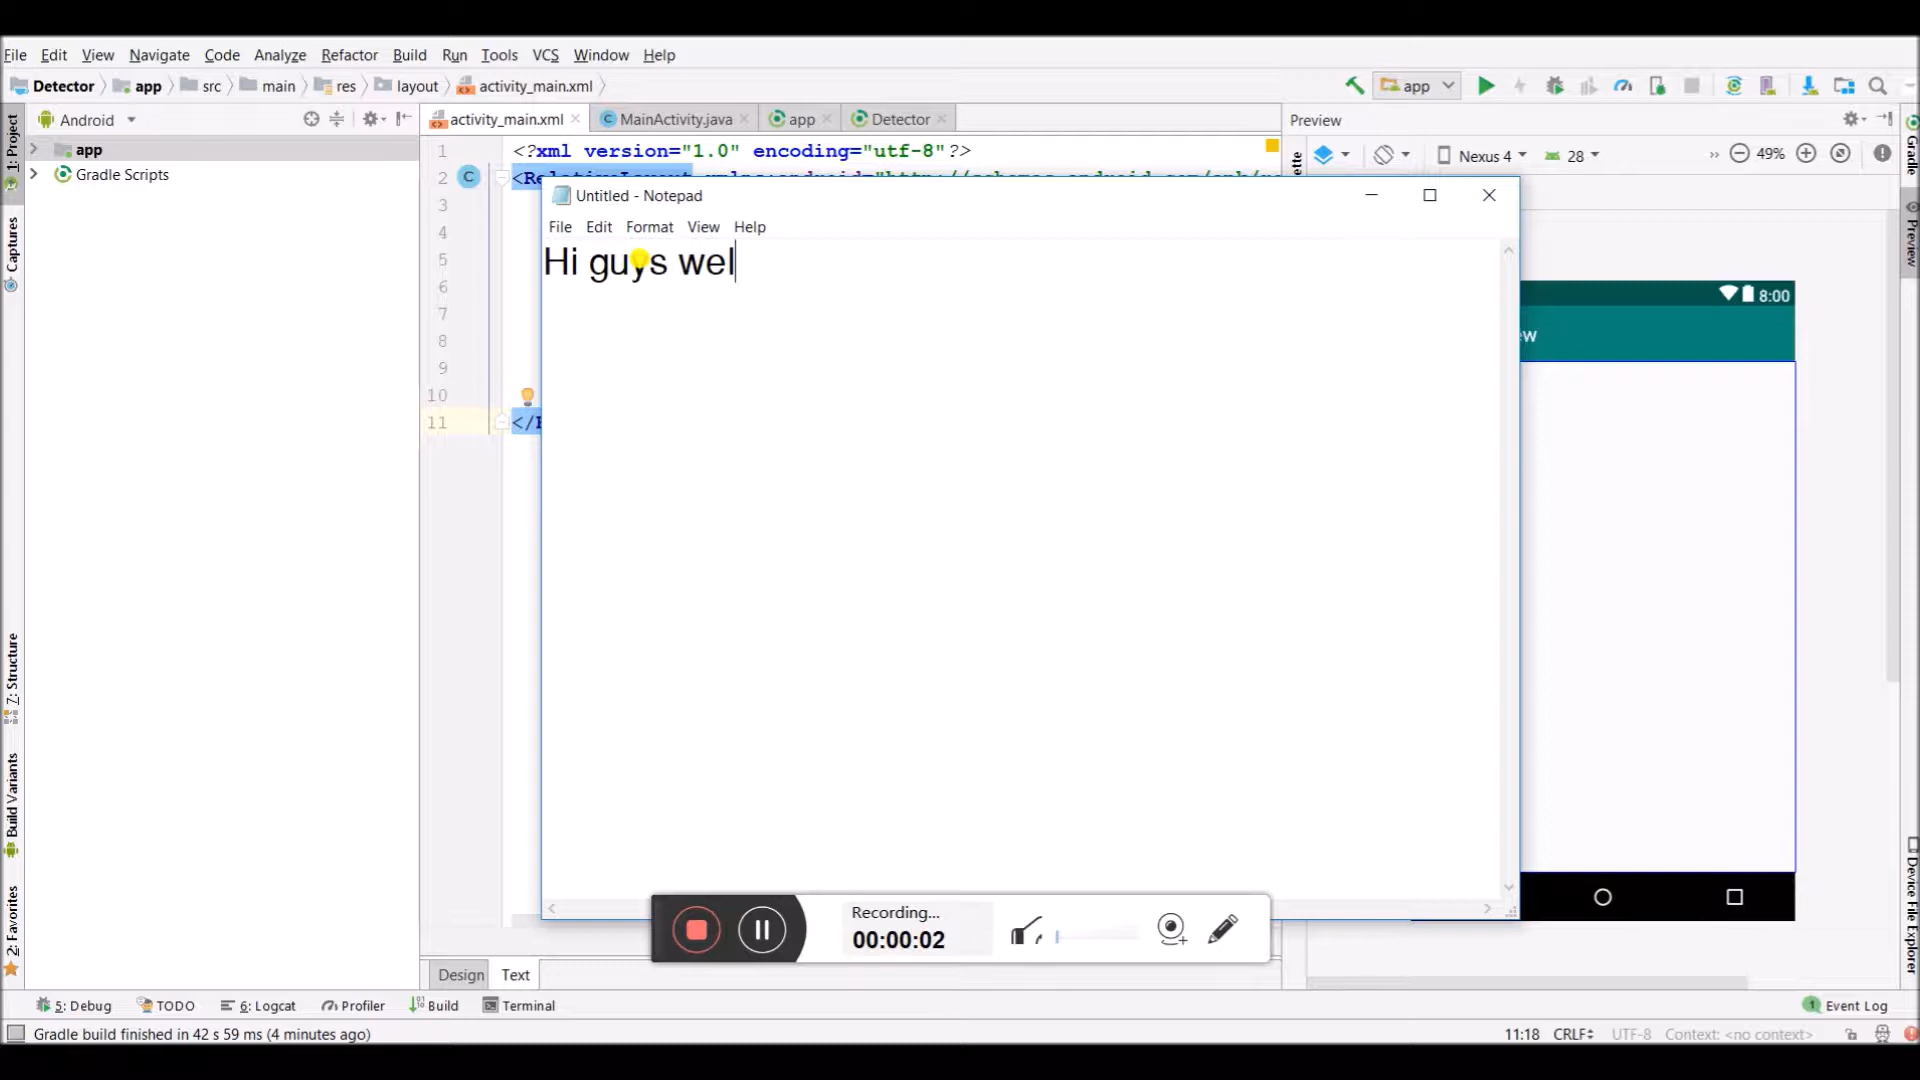 File Edit View Navigate Code Analyze Refactor Build Run Tools VCS Window Help
Detector app src main res layout activity_main.xml app
Android activity_main.xml MainActivity.java app Detector Preview
1: Project
Captures
7: Structure
Build Variants
2: Favorites
app
Gradle Scripts
1 <?xml version="1.0" encoding="utf-8"?>
2
3
4
5
6
7
8
9
10
11 </
Nexus 4 28 49%
Gradle
Preview
Device File Explorer
Untitled - Notepad
File Edit Format View Help
Hi guys wel
8:00
Recording...
00:00:02
Design Text
5: Debug TODO 6: Logcat Profiler Build Terminal 1 Event Log
Gradle build finished in 42 s 59 ms (4 minutes ago) 11:18 CRLF UTF-8 Context: <no context>